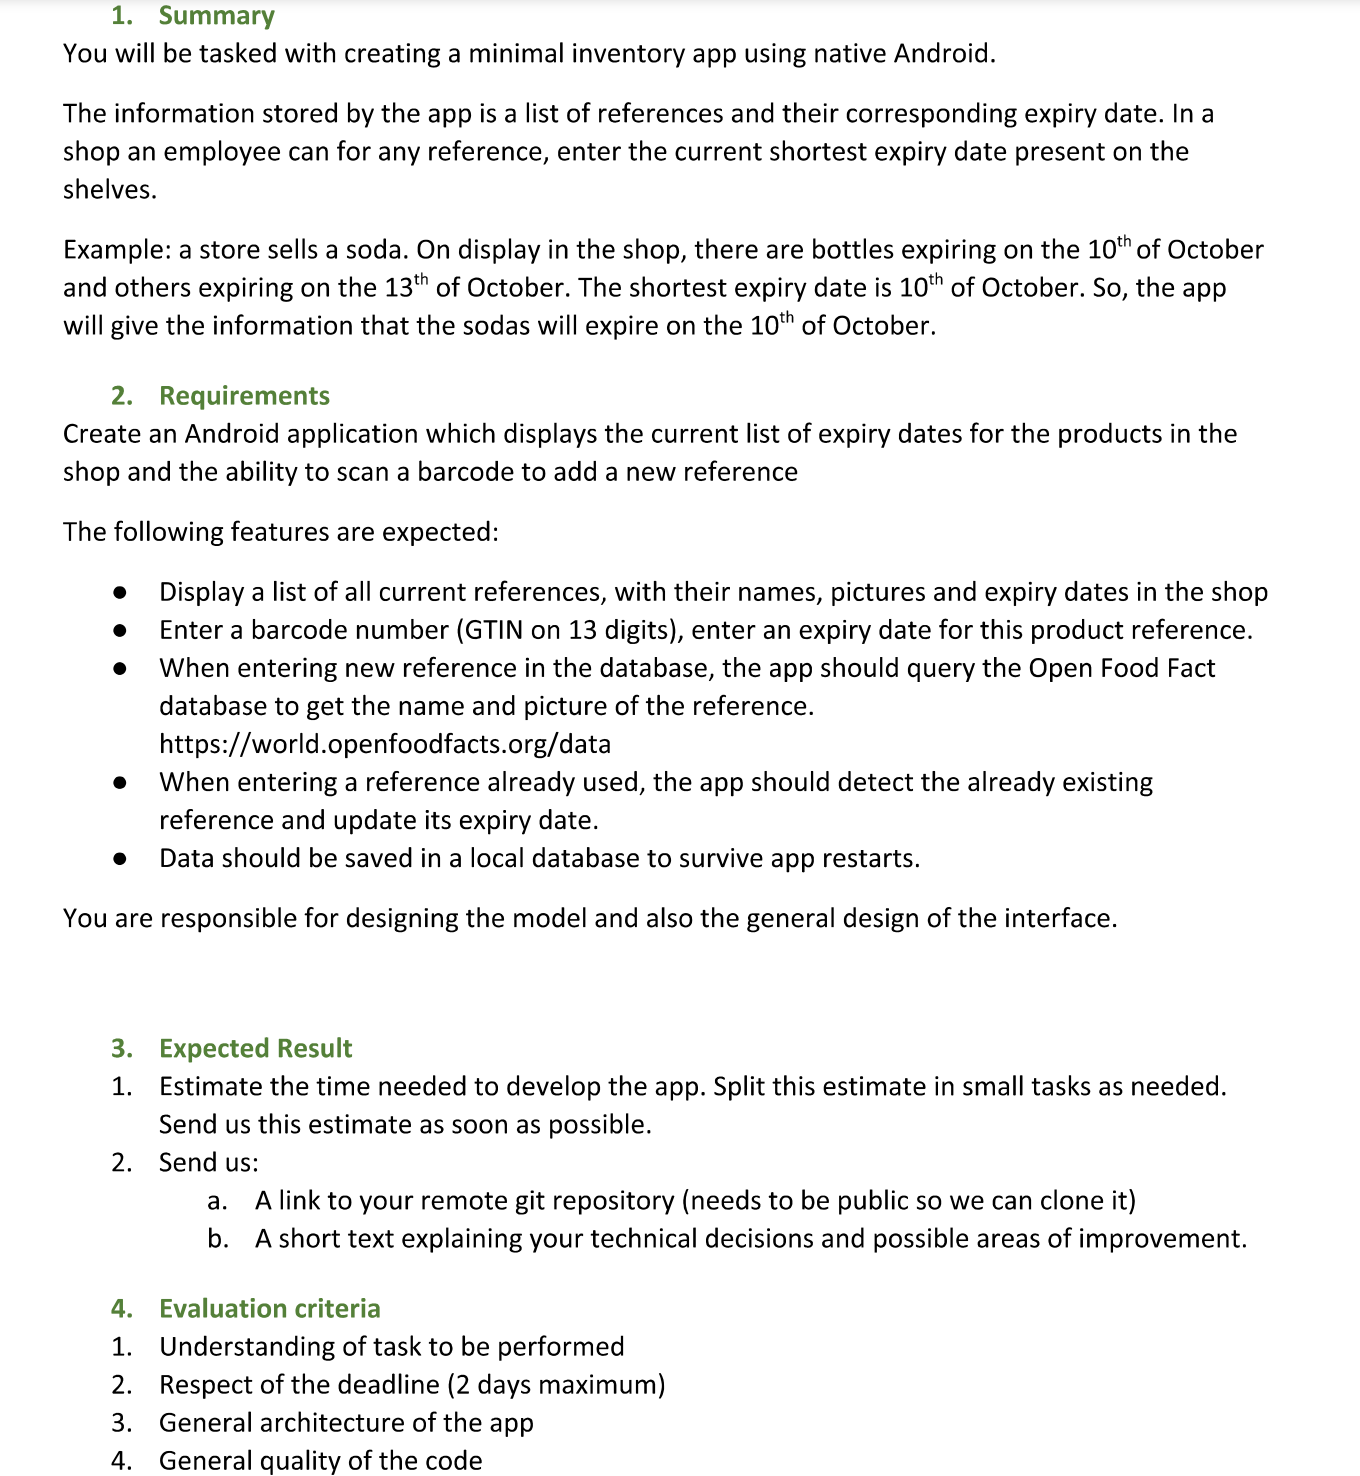 1. Summary
You will be tasked with creating a minimal inventory app using native Android.
The information stored by the app is a list of references and their corresponding expiry date. In a
shop an employee can for any reference, enter the current shortest expiry date present on the
shelves.
Example: a store sells a soda. On display in the shop, there are bottles expiring on the 10th of October
and others expiring on the 13th of October. The shortest expiry date is 10th of October. So, the app
will give the information that the sodas will expire on the 10th of October.
2. Requirements
Create an Android application which displays the current list of expiry dates for the products in the
shop and the ability to scan a barcode to add a new reference
The following features are expected:
● Display a list of all current references, with their names, pictures and expiry dates in the shop
● Enter a barcode number (GTIN on 13 digits), enter an expiry date for this product reference.
● When entering new reference in the database, the app should query the Open Food Fact
database to get the name and picture of the reference.
https://world.openfoodfacts.org/data
● When entering a reference already used, the app should detect the already existing
reference and update its expiry date.
● Data should be saved in a local database to survive app restarts.
You are responsible for designing the model and also the general design of the interface.
3. Expected Result
1. Estimate the time needed to develop the app. Split this estimate in small tasks as needed.
Send us this estimate as soon as possible.
2. Send us:
a. A link to your remote git repository (needs to be public so we can clone it)
b. A short text explaining your technical decisions and possible areas of improvement.
4. Evaluation criteria
1. Understanding of task to be performed
2. Respect of the deadline (2 days maximum)
3. General architecture of the app
4. General quality of the code